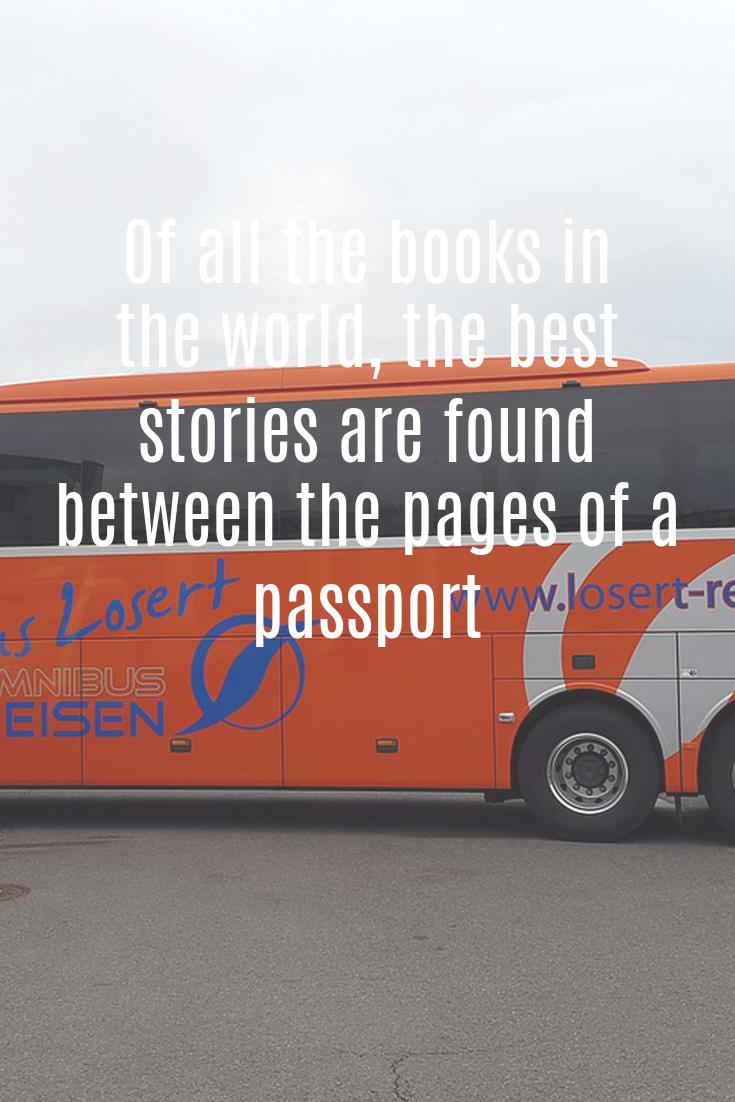 Of all the books in
the world, the best
stories are found
between the pages of a
passport
www.losert-re
as Losert
MNIBUS
EISEN